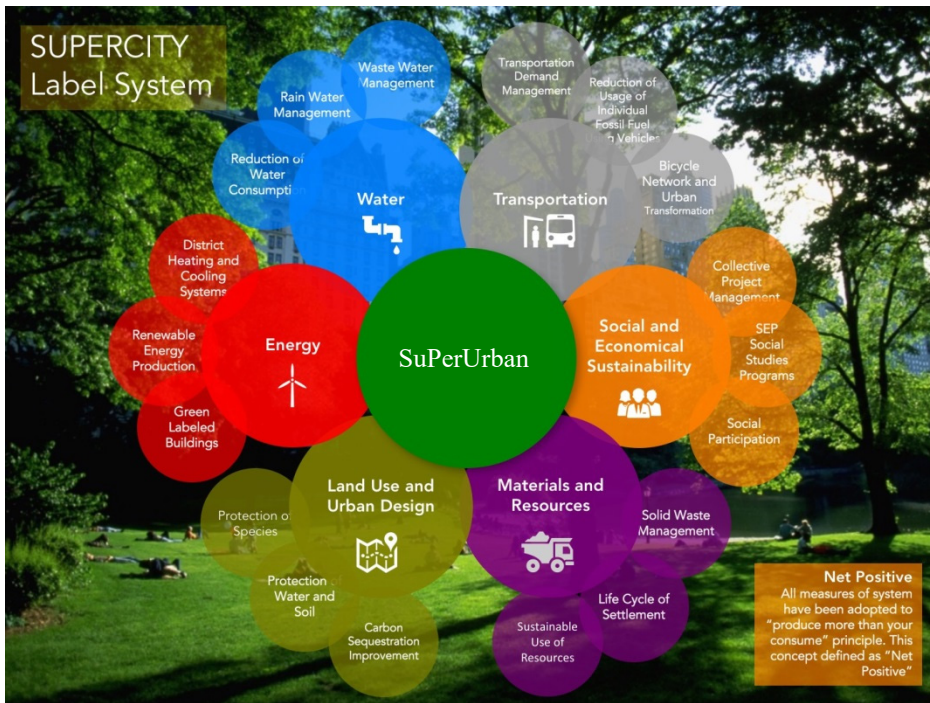 SUPERCITY
Label System
Waste Water
Management
Rain Water
Management
Reduction of
Water
Consumption
Water
Transportation
Demand
Management
Reduction of
Usage of
Individual
Fossil Fuel
Vehicles
Bicycle
Network and
Urban
Transformation
Transportation
District
Heating and
Cooling
Systems
Renewable
Energy
Production
Green
Labeled
Buildings
Energy
SuPerUrban
Social and
Economical
Sustainability
Collective
Project
Management
SEP
Social
Studies
Programs
Social
Participation
Land Use and
Urban Design
Protection of
Species
Protection of
Water and
Soil
Carbon
Sequestration
Improvement
Materials and
Resources
Solid Waste
Management
Life Cycle of
Settlement
Sustainable
Use of
Resources
Net Positive
All measures of system
have been adopted to
"produce more than your
consume" principle. This
concept defined as "Net
Positive"